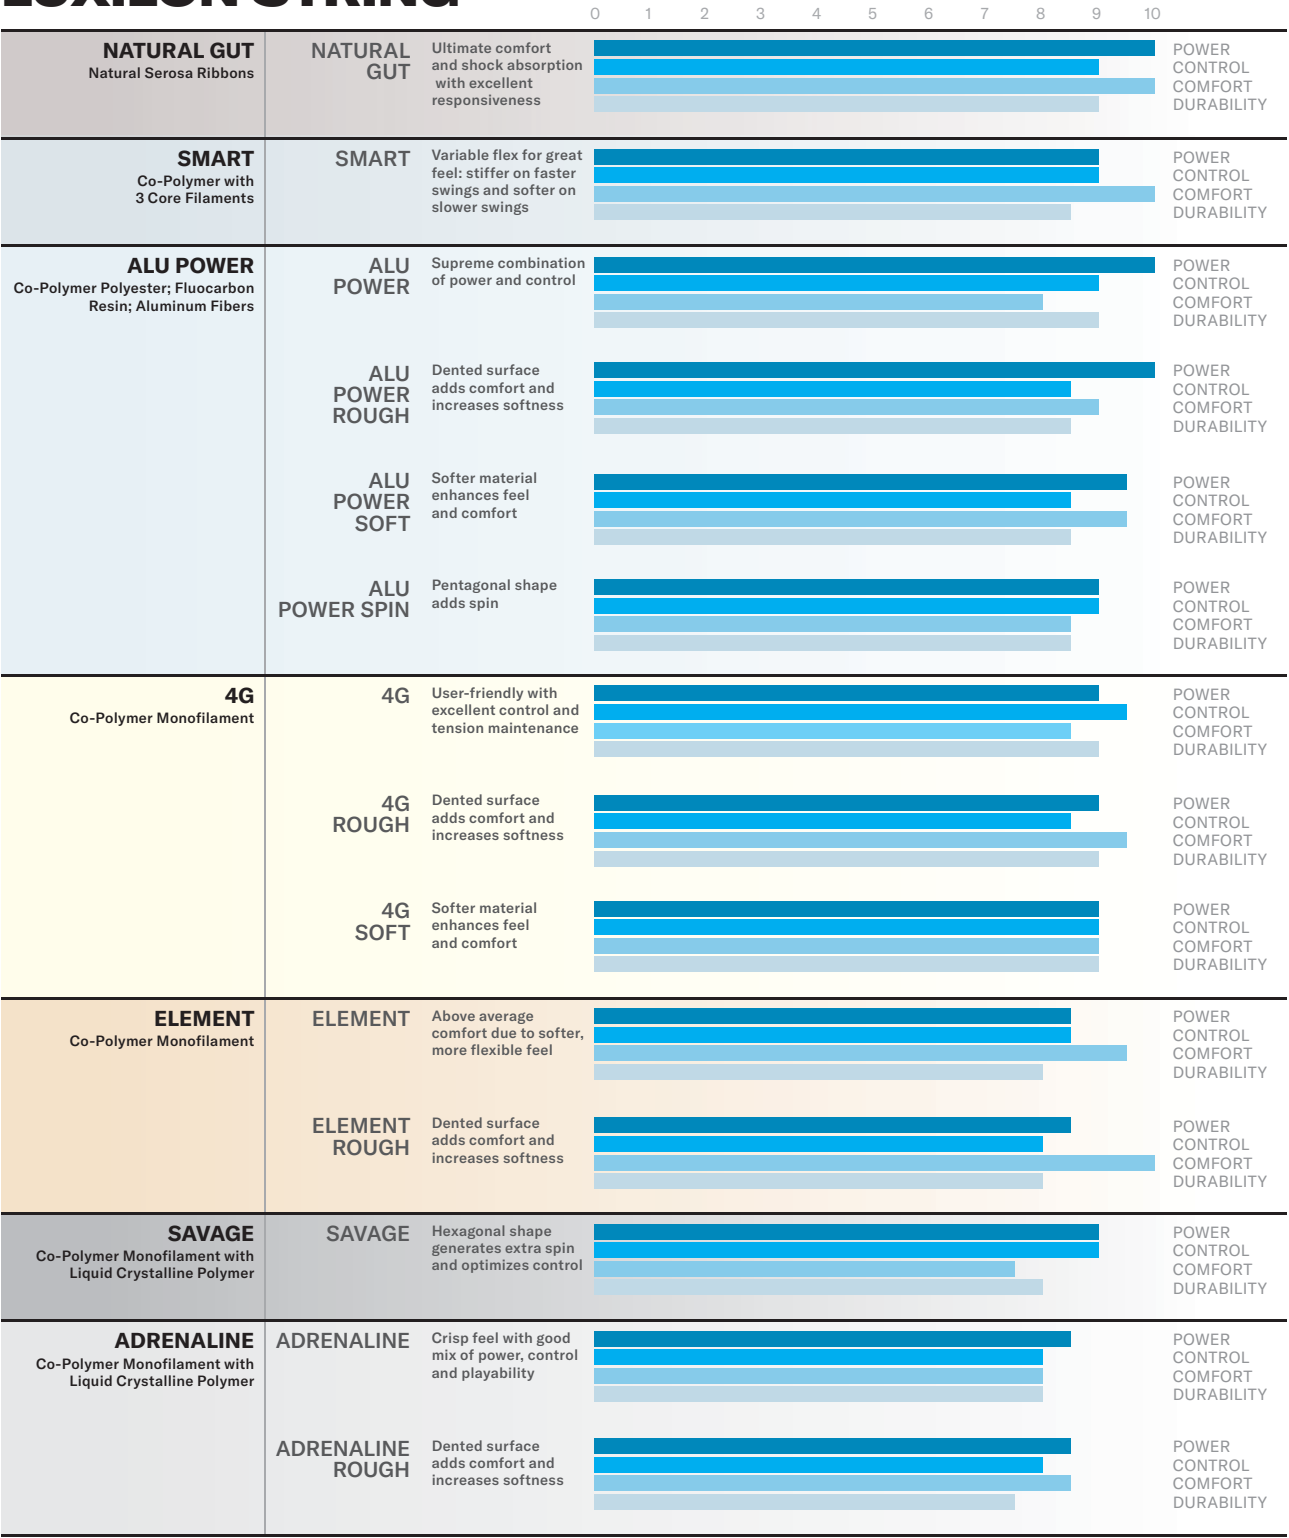 LUXILON STRING
0 1 2 3 4 5 6 7 8 9 10
NATURAL GUT
Natural Serosa Ribbons
NATURAL
GUT
Ultimate comfort
and shock absorption
with excellent
responsiveness
POWER
CONTROL
COMFORT
DURABILITY
SMART
Co-Polymer with
3 Core Filaments
SMART
Variable flex for great
feel: stiffer on faster
swings and softer on
slower swings
POWER
CONTROL
COMFORT
DURABILITY
ALU POWER
Co-Polymer Polyester; Fluocarbon
Resin; Aluminum Fibers
ALU
POWER
Supreme combination
of power and control
POWER
CONTROL
COMFORT
DURABILITY
ALU
POWER
ROUGH
Dented surface
adds comfort and
increases softness
POWER
CONTROL
COMFORT
DURABILITY
ALU
POWER
SOFT
Softer material
enhances feel
and comfort
POWER
CONTROL
COMFORT
DURABILITY
ALU
POWER SPIN
Pentagonal shape
adds spin
POWER
CONTROL
COMFORT
DURABILITY
4G
Co-Polymer Monofilament
4G
User-friendly with
excellent control and
tension maintenance
POWER
CONTROL
COMFORT
DURABILITY
4G
ROUGH
Dented surface
adds comfort and
increases softness
POWER
CONTROL
COMFORT
DURABILITY
4G
SOFT
Softer material
enhances feel
and comfort
POWER
CONTROL
COMFORT
DURABILITY
ELEMENT
Co-Polymer Monofilament
ELEMENT
Above average
comfort due to softer,
more flexible feel
POWER
CONTROL
COMFORT
DURABILITY
ELEMENT
ROUGH
Dented surface
adds comfort and
increases softness
POWER
CONTROL
COMFORT
DURABILITY
SAVAGE
Co-Polymer Monofilament with
Liquid Crystalline Polymer
SAVAGE
Hexagonal shape
generates extra spin
and optimizes control
POWER
CONTROL
COMFORT
DURABILITY
ADRENALINE
Co-Polymer Monofilament with
Liquid Crystalline Polymer
ADRENALINE
Crisp feel with good
mix of power, control
and playability
POWER
CONTROL
COMFORT
DURABILITY
ADRENALINE
ROUGH
Dented surface
adds comfort and
increases softness
POWER
CONTROL
COMFORT
DURABILITY